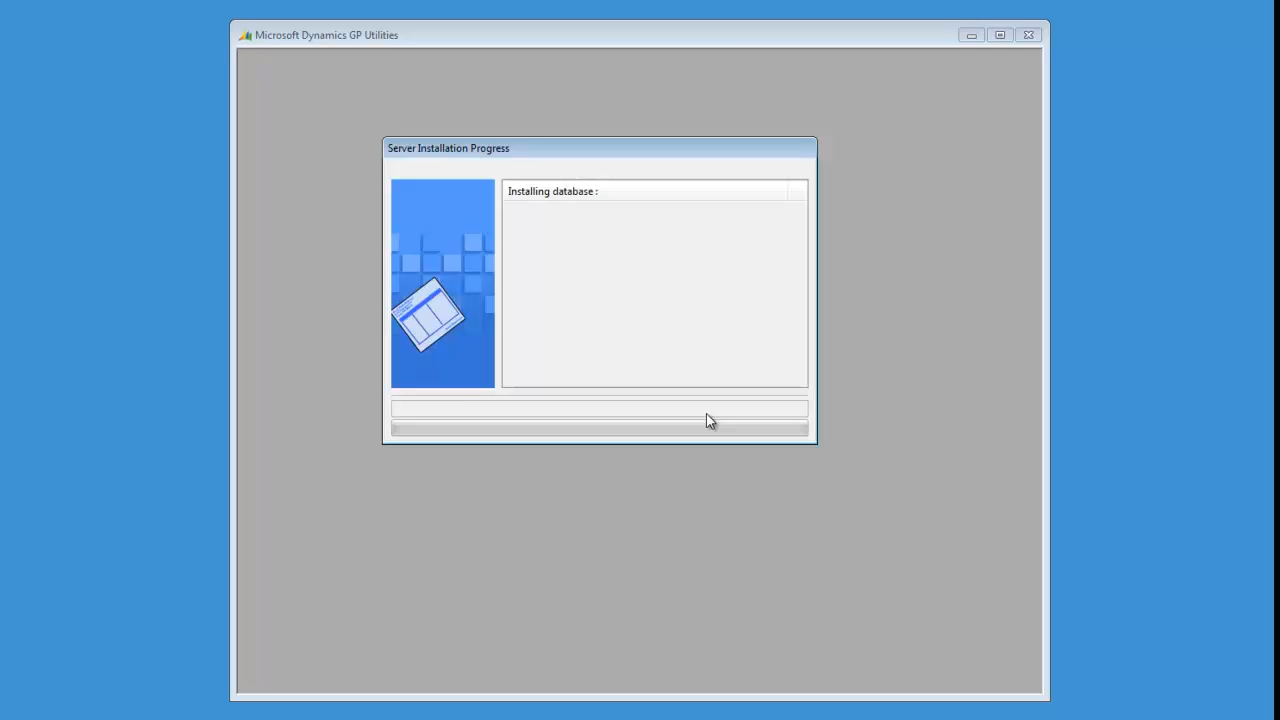 Microsoft Dynamics GP Utilities
Server Installation Progress
Installing database :